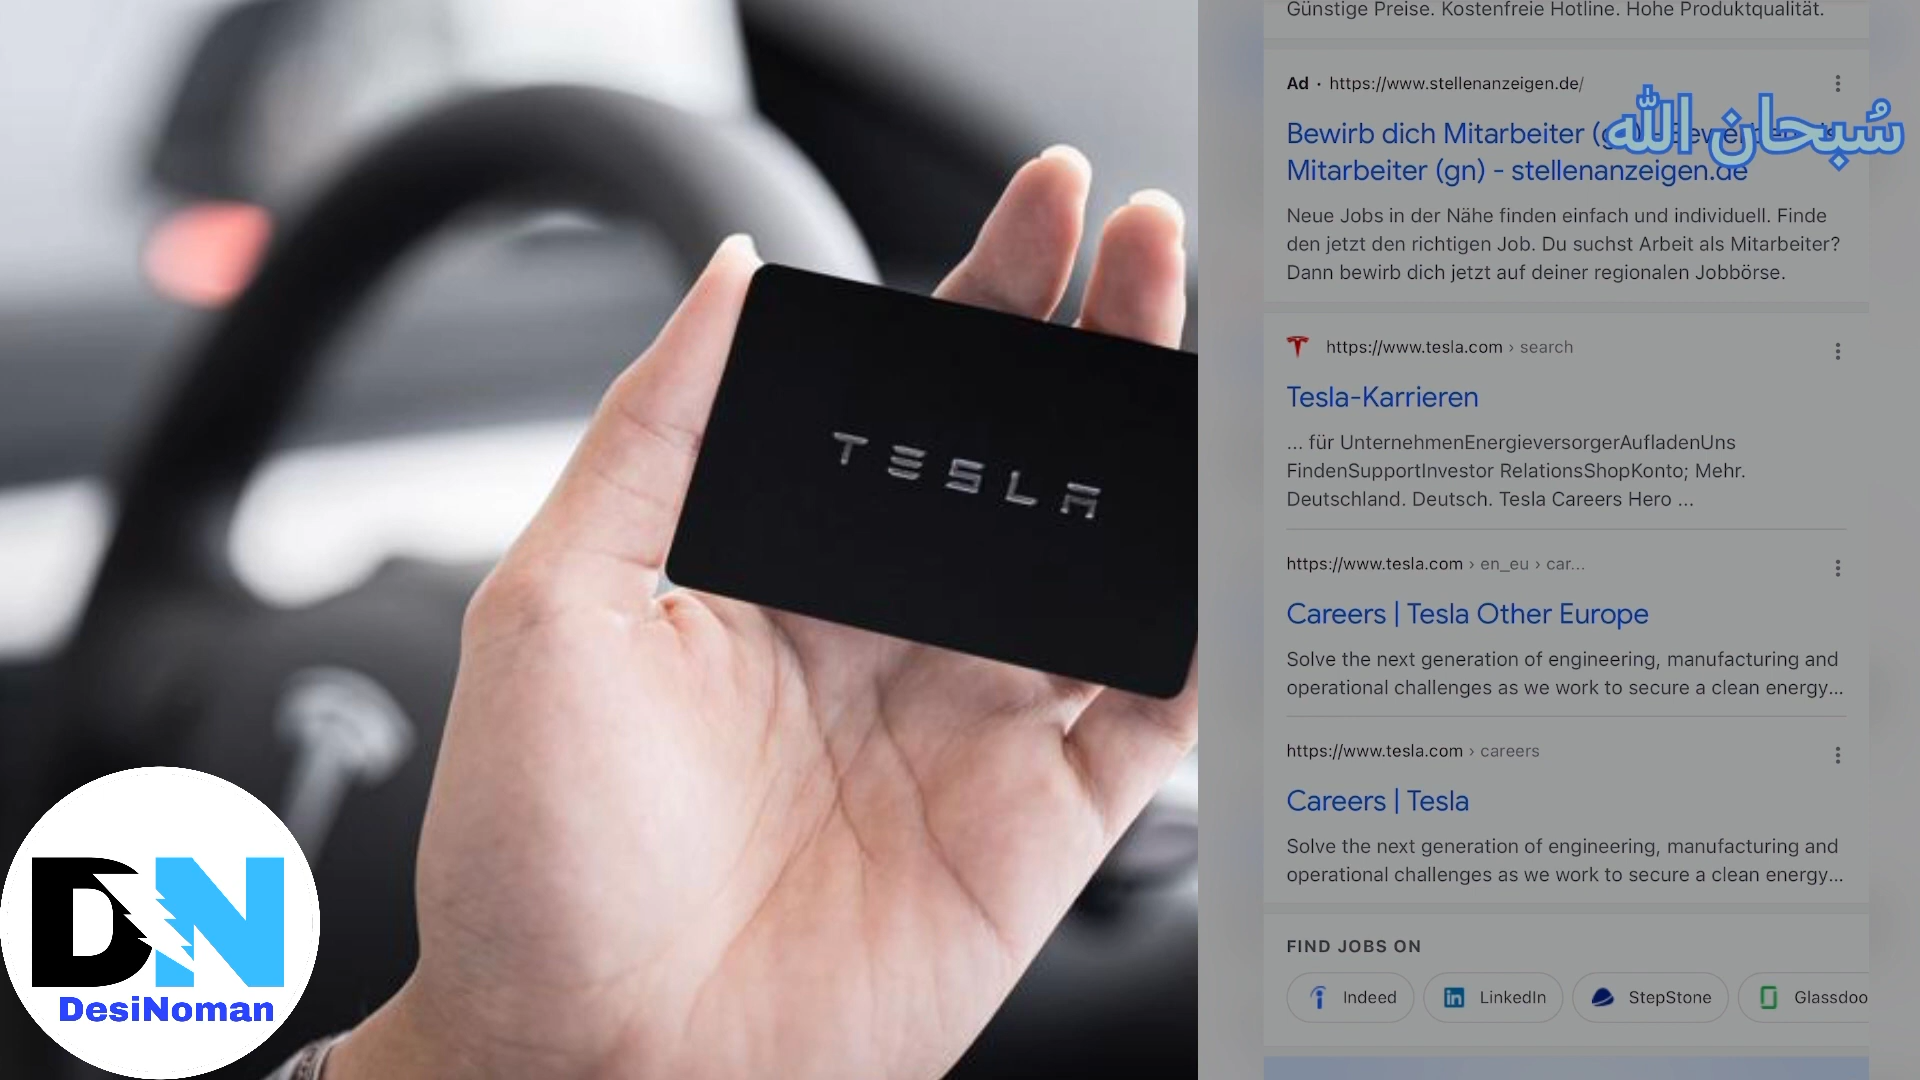 TESLA
DN
DesiNoman
Günstige Preise. Kostenfreie Hotline. Hohe Produktqualität.
Ad · https://www.stellenanzeigen.de/
سُبحان الله
Bewirb dich Mitarbeiter
Mitarbeiter (gn) - stellenanzeigen.de
Neue Jobs in der Nähe finden einfach und individuell. Finde
den jetzt den richtigen Job. Du suchst Arbeit als Mitarbeiter?
Dann bewirb dich jetzt auf deiner regionalen Jobbörse.
https://www.tesla.com › search
Tesla-Karrieren
... für UnternehmenEnergieversorgerAufladenUns
FindenSupportInvestor RelationsShopKonto; Mehr.
Deutschland. Deutsch. Tesla Careers Hero ...
https://www.tesla.com › en_eu › car...
Careers | Tesla Other Europe
Solve the next generation of engineering, manufacturing and
operational challenges as we work to secure a clean energy...
https://www.tesla.com › careers
Careers | Tesla
Solve the next generation of engineering, manufacturing and
operational challenges as we work to secure a clean energy...
FIND JOBS ON
Indeed LinkedIn StepStone Glassdoo